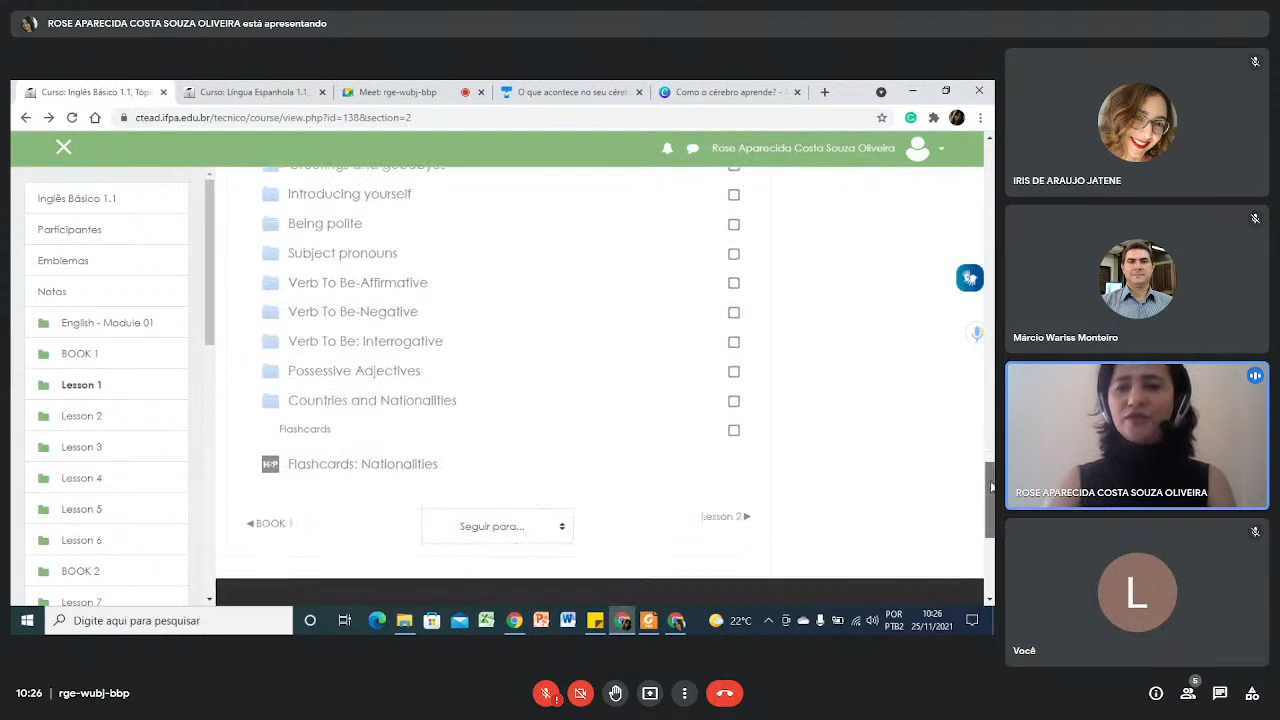 ROSE APARECIDA COSTA SOUZA OLIVEIRA está apresentando
Curso: Inglês Básico 1.1, Tópi
Curso: Língua Espanhola 1.1,
Meet: rge-wubj-bbp
O que acontece no seu céreb
Como o cérebro aprende? - A
ctead.ifpa.edu.br/tecnico/course/view.php?id=138&section=2
Rose Aparecida Costa Souza Oliveira
Inglês Básico 1.1
Participantes
Emblemas
Notas
English - Module 01
BOOK 1
Lesson 1
Lesson 2
Lesson 3
Lesson 4
Lesson 5
Lesson 6
BOOK 2
Lesson 7
Greetings and goodbyes
Introducing yourself
Being polite
Subject pronouns
Verb To Be-Affirmative
Verb To Be-Negative
Verb To Be: Interrogative
Possessive Adjectives
Countries and Nationalities
Flashcards
H-P Flashcards: Nationalities
◀ BOOK 1
Seguir para...
Lesson 2 ▶
Digite aqui para pesquisar
22°C
POR
PTB2
10:26
25/11/2021
IRIS DE ARAUJO JATENE
Márcio Wariss Monteiro
ROSE APARECIDA COSTA SOUZA OLIVEIRA
L
Você
10:26 | rge-wubj-bbp
5